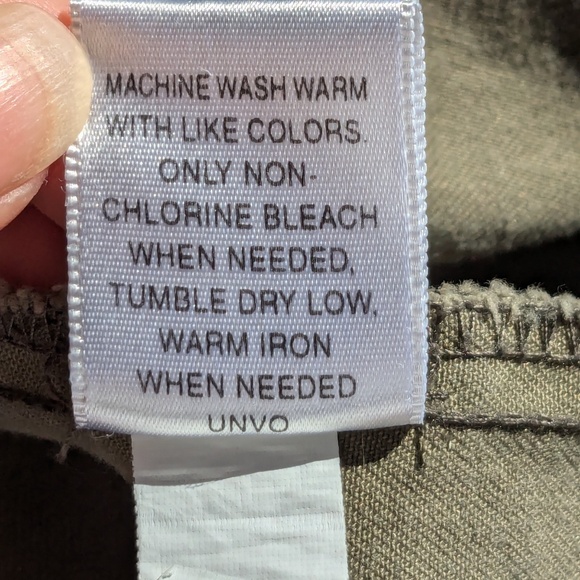 MACHINE WASH WARM
WITH LIKE COLORS.
ONLY NON-
CHLORINE BLEACH
WHEN NEEDED,
TUMBLE DRY LOW,
WARM IRON
WHEN NEEDED
UNVO